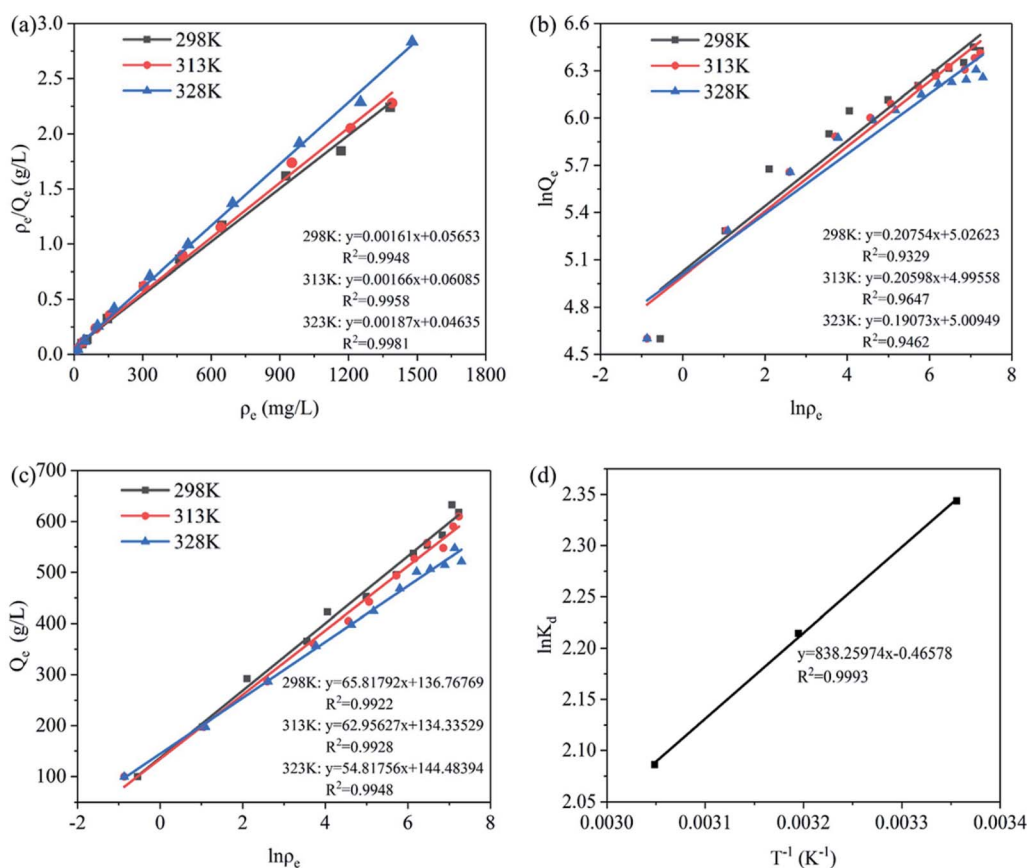 (a)
3.0
2.5
2.0
1.5
1.0
0.5
0.0
ρe/Qe (g/L)
298K
313K
328K
298K: y=0.00161x+0.05653
R²=0.9948
313K: y=0.00166x+0.06085
R²=0.9958
323K: y=0.00187x+0.04635
R²=0.9981
0 300 600 900 1200 1500 1800
ρe (mg/L)
(b)
6.6
6.3
6.0
5.7
5.4
5.1
4.8
4.5
lnQe
298K
313K
328K
298K: y=0.20754x+5.02623
R²=0.9329
313K: y=0.20598x+4.99558
R²=0.9647
323K: y=0.19073x+5.00949
R²=0.9462
-2 0 2 4 6 8
lnρe
(c)
700
600
500
400
300
200
100
Qe (g/L)
298K
313K
328K
298K: y=65.81792x+136.76769
R²=0.9922
313K: y=62.95627x+134.33529
R²=0.9928
323K: y=54.81756x+144.48394
R²=0.9948
-2 0 2 4 6 8
lnρe
(d)
2.35
2.30
2.25
2.20
2.15
2.10
2.05
lnKd
y=838.25974x-0.46578
R²=0.9993
0.0030 0.0031 0.0032 0.0033 0.0034
T⁻¹ (K⁻¹)